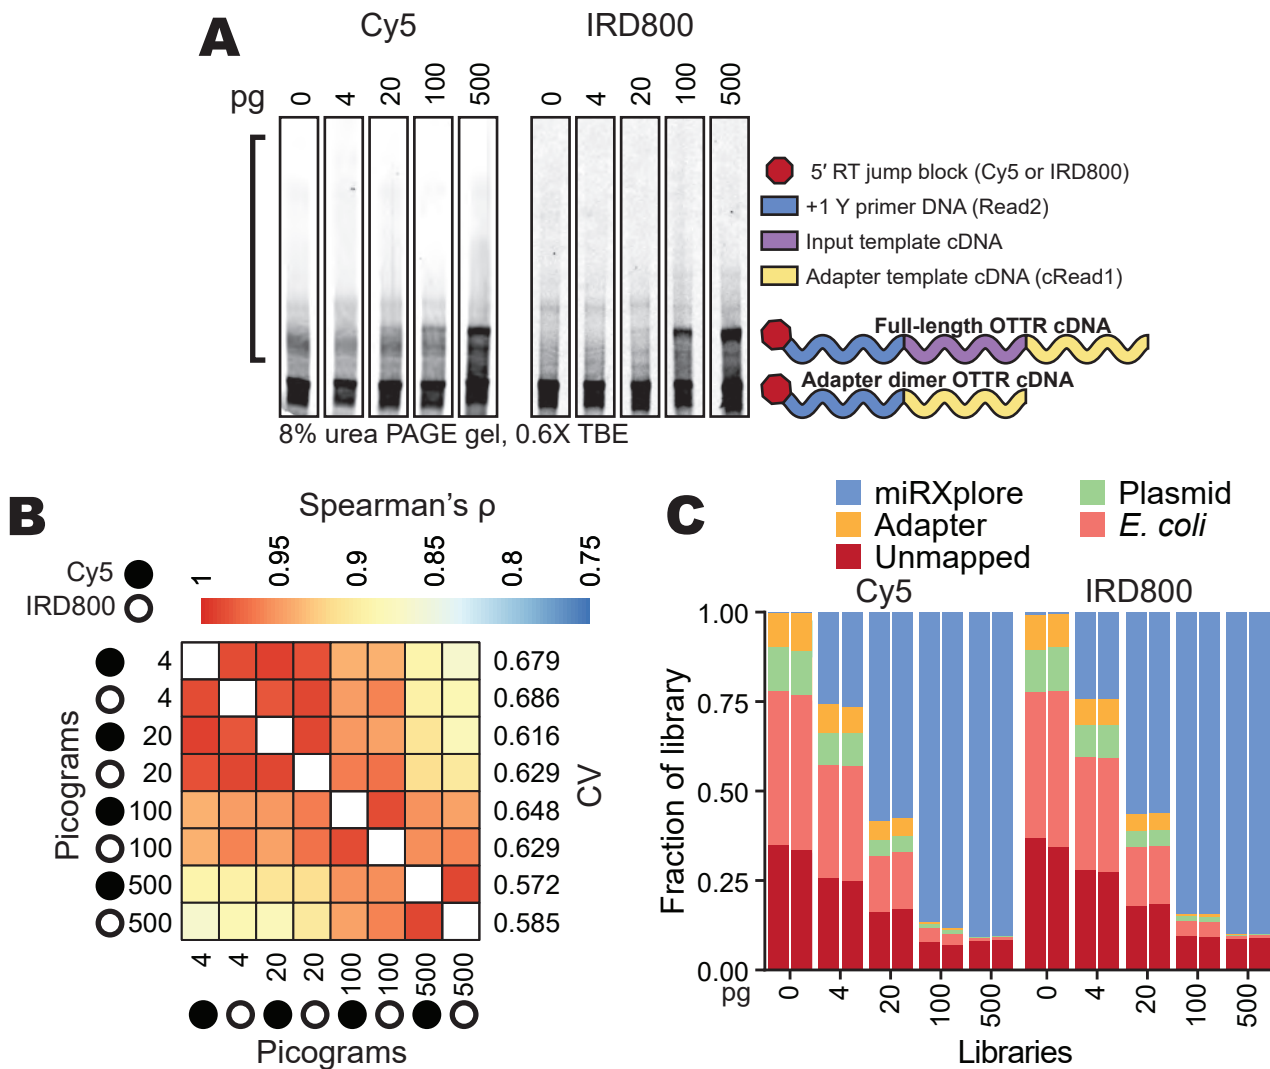 A
Cy5
IRD800
pg
0 4 20 100 500
0 4 20 100 500
5′ RT jump block (Cy5 or IRD800)
+1 Y primer DNA (Read2)
Input template cDNA
Adapter template cDNA (cRead1)
Full-length OTTR cDNA
Adapter dimer OTTR cDNA
8% urea PAGE gel, 0.6X TBE
B
Spearman's ρ
Cy5
IRD800
1 0.95 0.9 0.85 0.8 0.75
Picograms
4 0.679
4 0.686
20 0.616
20 0.629
100 0.648
100 0.629
500 0.572
500 0.585
CV
4 4 20 20 100 100 500 500
Picograms
C
miRXplore
Adapter
Unmapped
Plasmid
E. coli
Cy5
IRD800
Fraction of library
1.00
0.75
0.50
0.25
0.00
pg
0 4 20 100 500
0 4 20 100 500
Libraries